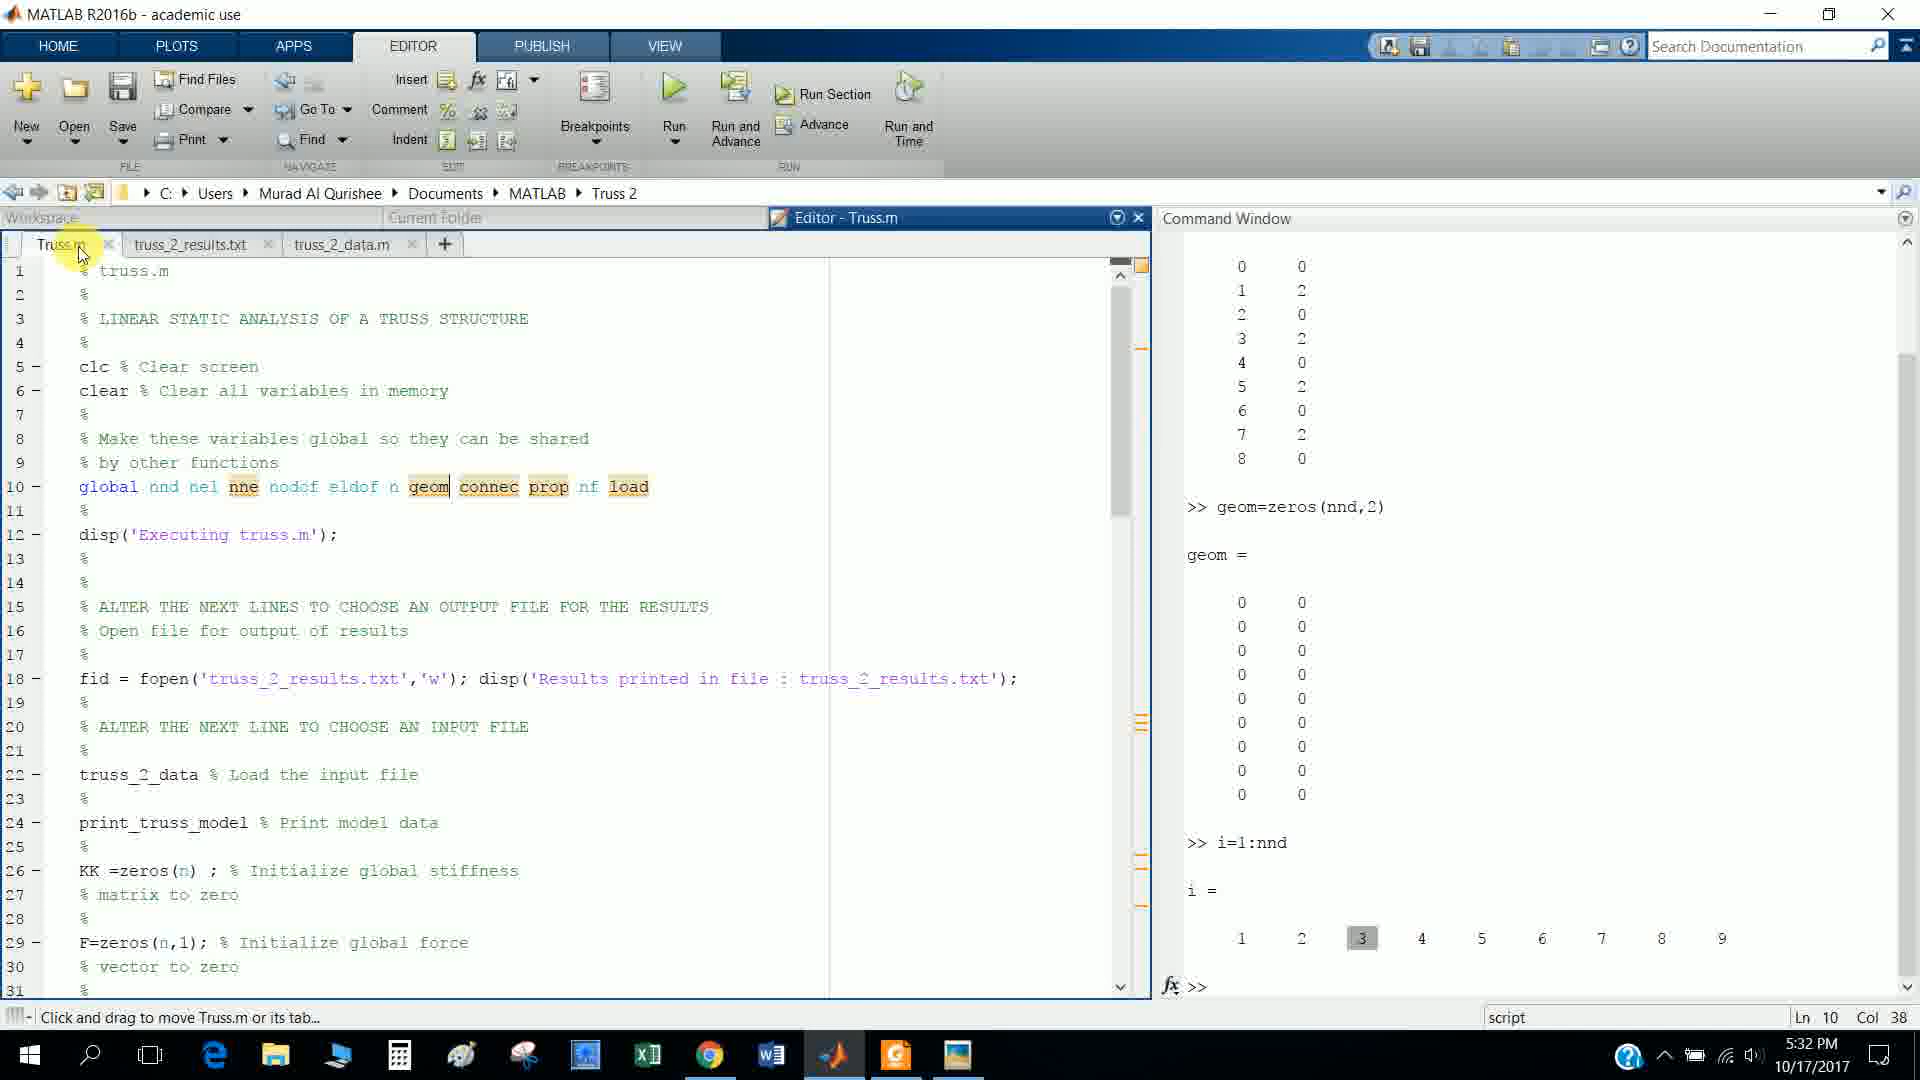 MATLAB R2016b - academic use
HOME PLOTS APPS EDITOR PUBLISH VIEW
Search Documentation
New
Open
Save
Find Files
Compare
Print
FILE
Go To
Find
NAVIGATE
Insert
Comment
Indent
EDIT
fx
Breakpoints
BREAKPOINTS
Run
Run and Advance
Run Section
Advance
Run and Time
RUN
C: Users Murad Al Qurishee Documents MATLAB Truss 2
Workspace
Current Folder
Editor - Truss.m
Command Window
Truss.m truss_2_results.txt truss_2_data.m +
1 % truss.m
2 %
3 % LINEAR STATIC ANALYSIS OF A TRUSS STRUCTURE
4 %
5 - clc % Clear screen
6 - clear % Clear all variables in memory
7 %
8 % Make these variables global so they can be shared
9 % by other functions
10 - global nnd nel nne nodof eldof n geom connec prop nf load
11 %
12 - disp('Executing truss.m');
13 %
14 %
15 % ALTER THE NEXT LINES TO CHOOSE AN OUTPUT FILE FOR THE RESULTS
16 % Open file for output of results
17 %
18 - fid = fopen('truss_2_results.txt','w'); disp('Results printed in file : truss_2_results.txt');
19 %
20 % ALTER THE NEXT LINE TO CHOOSE AN INPUT FILE
21 %
22 - truss_2_data % Load the input file
23 %
24 - print_truss_model % Print model data
25 %
26 - KK =zeros(n) ; % Initialize global stiffness
27 % matrix to zero
28 %
29 - F=zeros(n,1); % Initialize global force
30 % vector to zero
31 %
0 0
1 2
2 0
3 2
4 0
5 2
6 0
7 2
8 0
>> geom=zeros(nnd,2)
geom =
0 0
0 0
0 0
0 0
0 0
0 0
0 0
0 0
0 0
>> i=1:nnd
i =
1 2 3 4 5 6 7 8 9
fx >>
Click and drag to move Truss.m or its tab...
script
Ln 10 Col 38
5:32 PM
10/17/2017